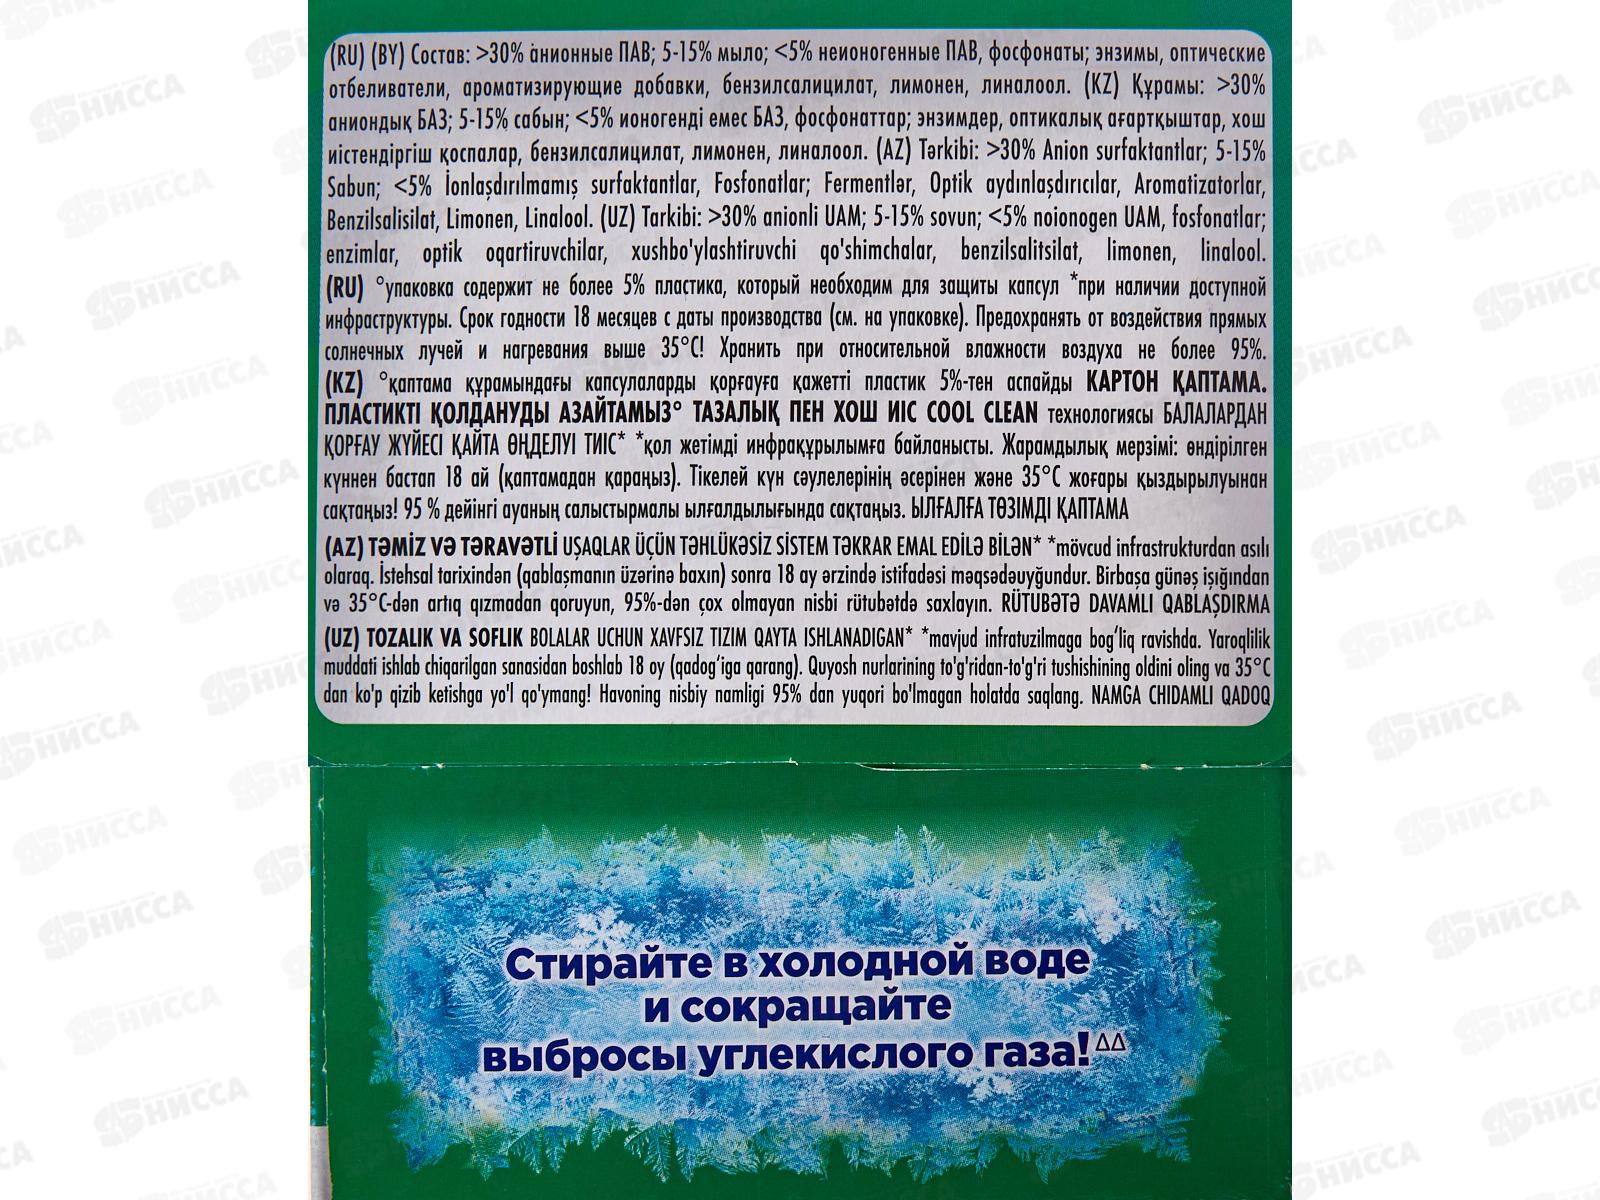 (RU) (BY) Состав: >30% анионные ПАВ; 5-15% мыло; <5% неионогенные ПАВ, фосфонаты; энзимы, оптические
отбеливатели, ароматизирующие добавки, бензилсалицилат, лимонен, линалоол. (KZ) Құрамы: >30%
аниондық БАЗ; 5-15% сабын; <5% ионогенді емес БАЗ, фосфонаттар; энзимдер, оптикалық ағартқыштар, хош
иістендіргіш қоспалар, бензилсалицилат, лимонен, линалоол. (AZ) Tərkibi: >30% Anion surfaktantlar; 5-15%
Sabun; <5% İonlaşdırılmamış surfaktantlar, Fosfonatlar; Fermentlər, Optik aydınlaşdırıcılar, Aromatizatorlar,
Benzilsalisilat, Limonen, Linalool. (UZ) Tarkibi: >30% anionli UAM; 5-15% sovun; <5% noionogen UAM, fosfonatlar;
enzimlar, optik oqartiruvchilar, xushbo'ylashtiruvchi qo'shimchalar, benzilsalitsilat, limonen, linalool.
(RU) °упаковка содержит не более 5% пластика, который необходим для защиты капсул *при наличии доступной
инфраструктуры. Срок годности 18 месяцев с даты производства (см. на упаковке). Предохранять от воздействия прямых
солнечных лучей и нагревания выше 35°C! Хранить при относительной влажности воздуха не более 95%.
(KZ) °қаптама құрамындағы капсулаларды қорғауға қажетті пластик 5%-тен аспайды КАРТОН ҚАПТАМА.
ПЛАСТИКТІ ҚОЛДАНУДЫ АЗАЙТАМЫЗ° ТАЗАЛЫҚ ПЕН ХОШ ИІС COOL CLEAN технологиясы БАЛАЛАРДАН
ҚОРҒАУ ЖҮЙЕСІ ҚАЙТА ӨҢДЕЛУІ ТИІС* *қол жетімді инфрақұрылымға байланысты. Жарамдылық мерзімі: өндірілген
күннен бастап 18 ай (қаптамадан қараңыз). Тікелей күн сәулелерінің әсерінен және 35°C жоғары қыздырылуынан
сақтаңыз! 95 % дейінгі ауаның салыстырмалы ылғалдылығында сақтаңыз. ЫЛҒАЛҒА ТӨЗІМДІ ҚАПТАМА
(AZ) TƏMİZ VƏ TƏRAVƏTLİ UŞAQLAR ÜÇÜN TƏHLÜKƏSİZ SİSTEM TƏKRAR EMAL EDİLƏ BİLƏN* *mövcud infrastrukturdan asılı
olaraq. İstehsal tarixindən (qablaşmanın üzərinə baxın) sonra 18 ay ərzində istifadəsi məqsədəuyğundur. Birbaşa günəş işığından
və 35°C-dən artıq qızmadan qoruyun, 95%-dən çox olmayan nisbi rütubətdə saxlayın. RÜTUBƏTƏ DAVAMLI QABLAŞDIRMA
(UZ) TOZALIK VA SOFLIK BOLALAR UCHUN XAVFSIZ TIZIM QAYTA ISHLANADIGAN* *mavjud infratuzilmaga bog‘liq ravishda. Yaroqlilik
muddati ishlab chiqarilgan sanasidan boshlab 18 oy (qadog‘iga qarang). Quyosh nurlarining to'g'ridan-to'g'ri tushishining oldini oling va 35°C
dan ko'p qizib ketishga yo'l qo'ymang! Havoning nisbiy namligi 95% dan yuqori bo'lmagan holatda saqlang. NAMGA CHIDAMLI QADOQ
Стирайте в холодной воде
и сокращайте
выбросы углекислого газа!ΔΔ